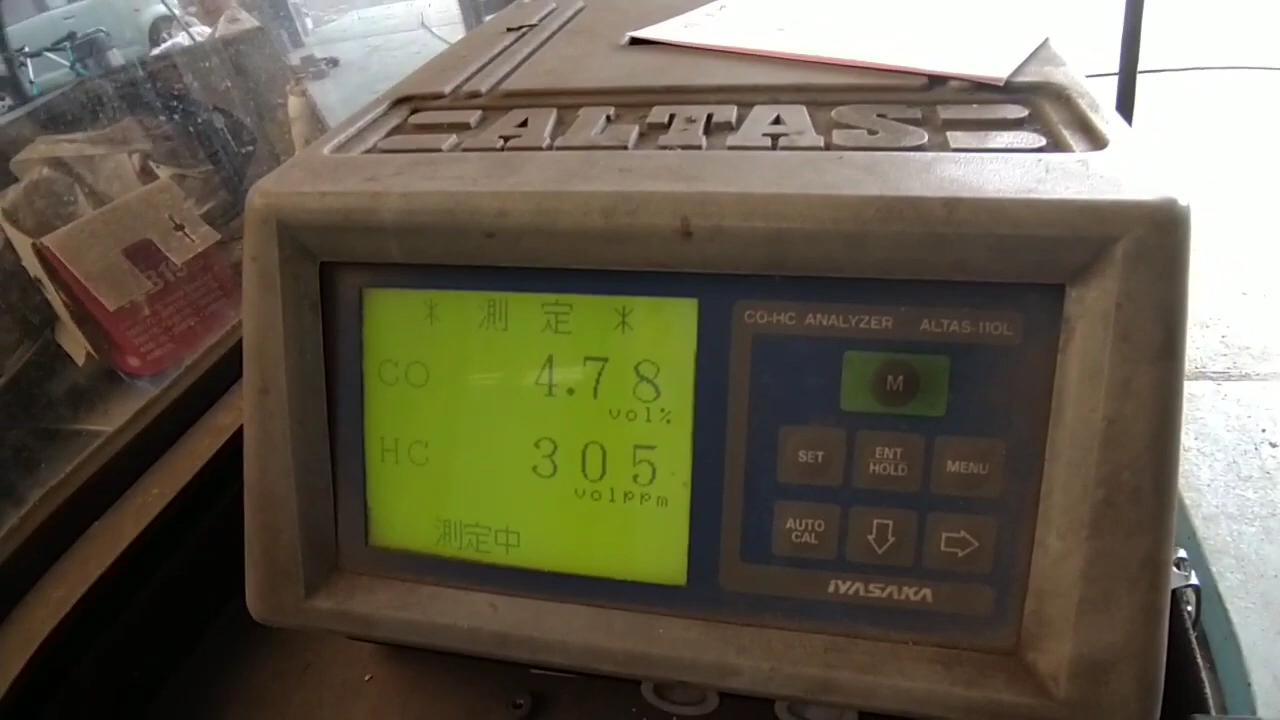 ALTAS
* 測定 *
CO 4.78
vol%
HC 305
volppm
測定中
CO-HC ANALYZER ALTAS-110L
M
SET
ENT
HOLD
MENU
AUTO
CAL
IYASAKA